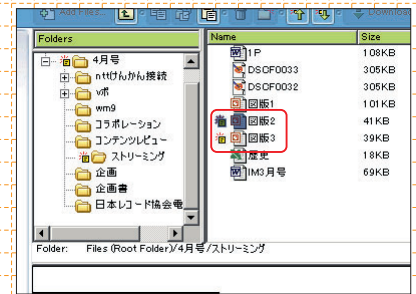 Add Files...
Download
Folders
4月号
nttけんかん接続
vポ
wm9
コラボレーション
コンテンツレビュー
ストリーミング
企画
企画書
日本レコード協会電
Name Size
1P 108KB
DSCF0033 305KB
DSCF0032 305KB
図版1 101KB
図版2 41KB
図版3 39KB
歴史 18KB
IM3月号 69KB
Folder: Files (Root Folder)/4月号/ストリーミング